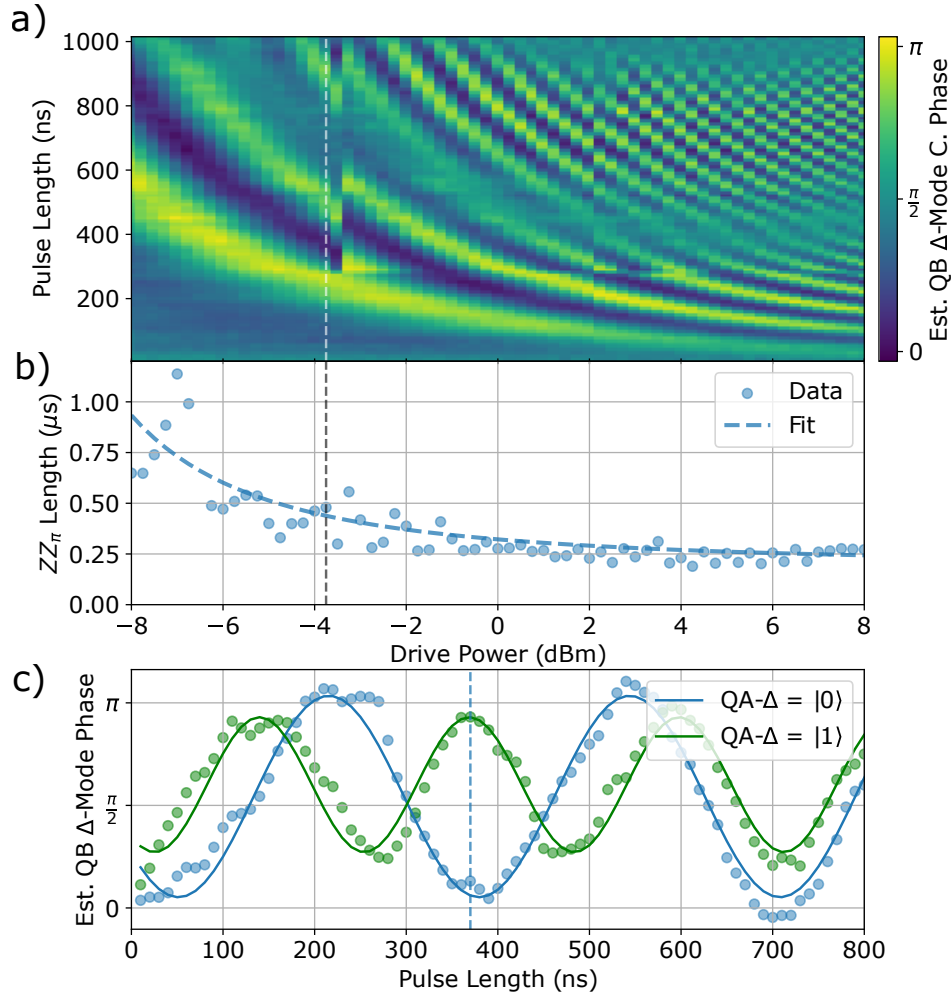 a)
1000
800
600
400
200
Pulse Length (ns)
π
π/2
0
Est. QB Δ-Mode C. Phase
b)
1.00
0.75
0.50
0.25
0.00
ZZπ Length (μs)
Data
Fit
−8 −6 −4 −2 0 2 4 6 8
Drive Power (dBm)
c)
π
π/2
0
Est. QB Δ-Mode Phase
QA-Δ = |0⟩
QA-Δ = |1⟩
0 100 200 300 400 500 600 700 800
Pulse Length (ns)